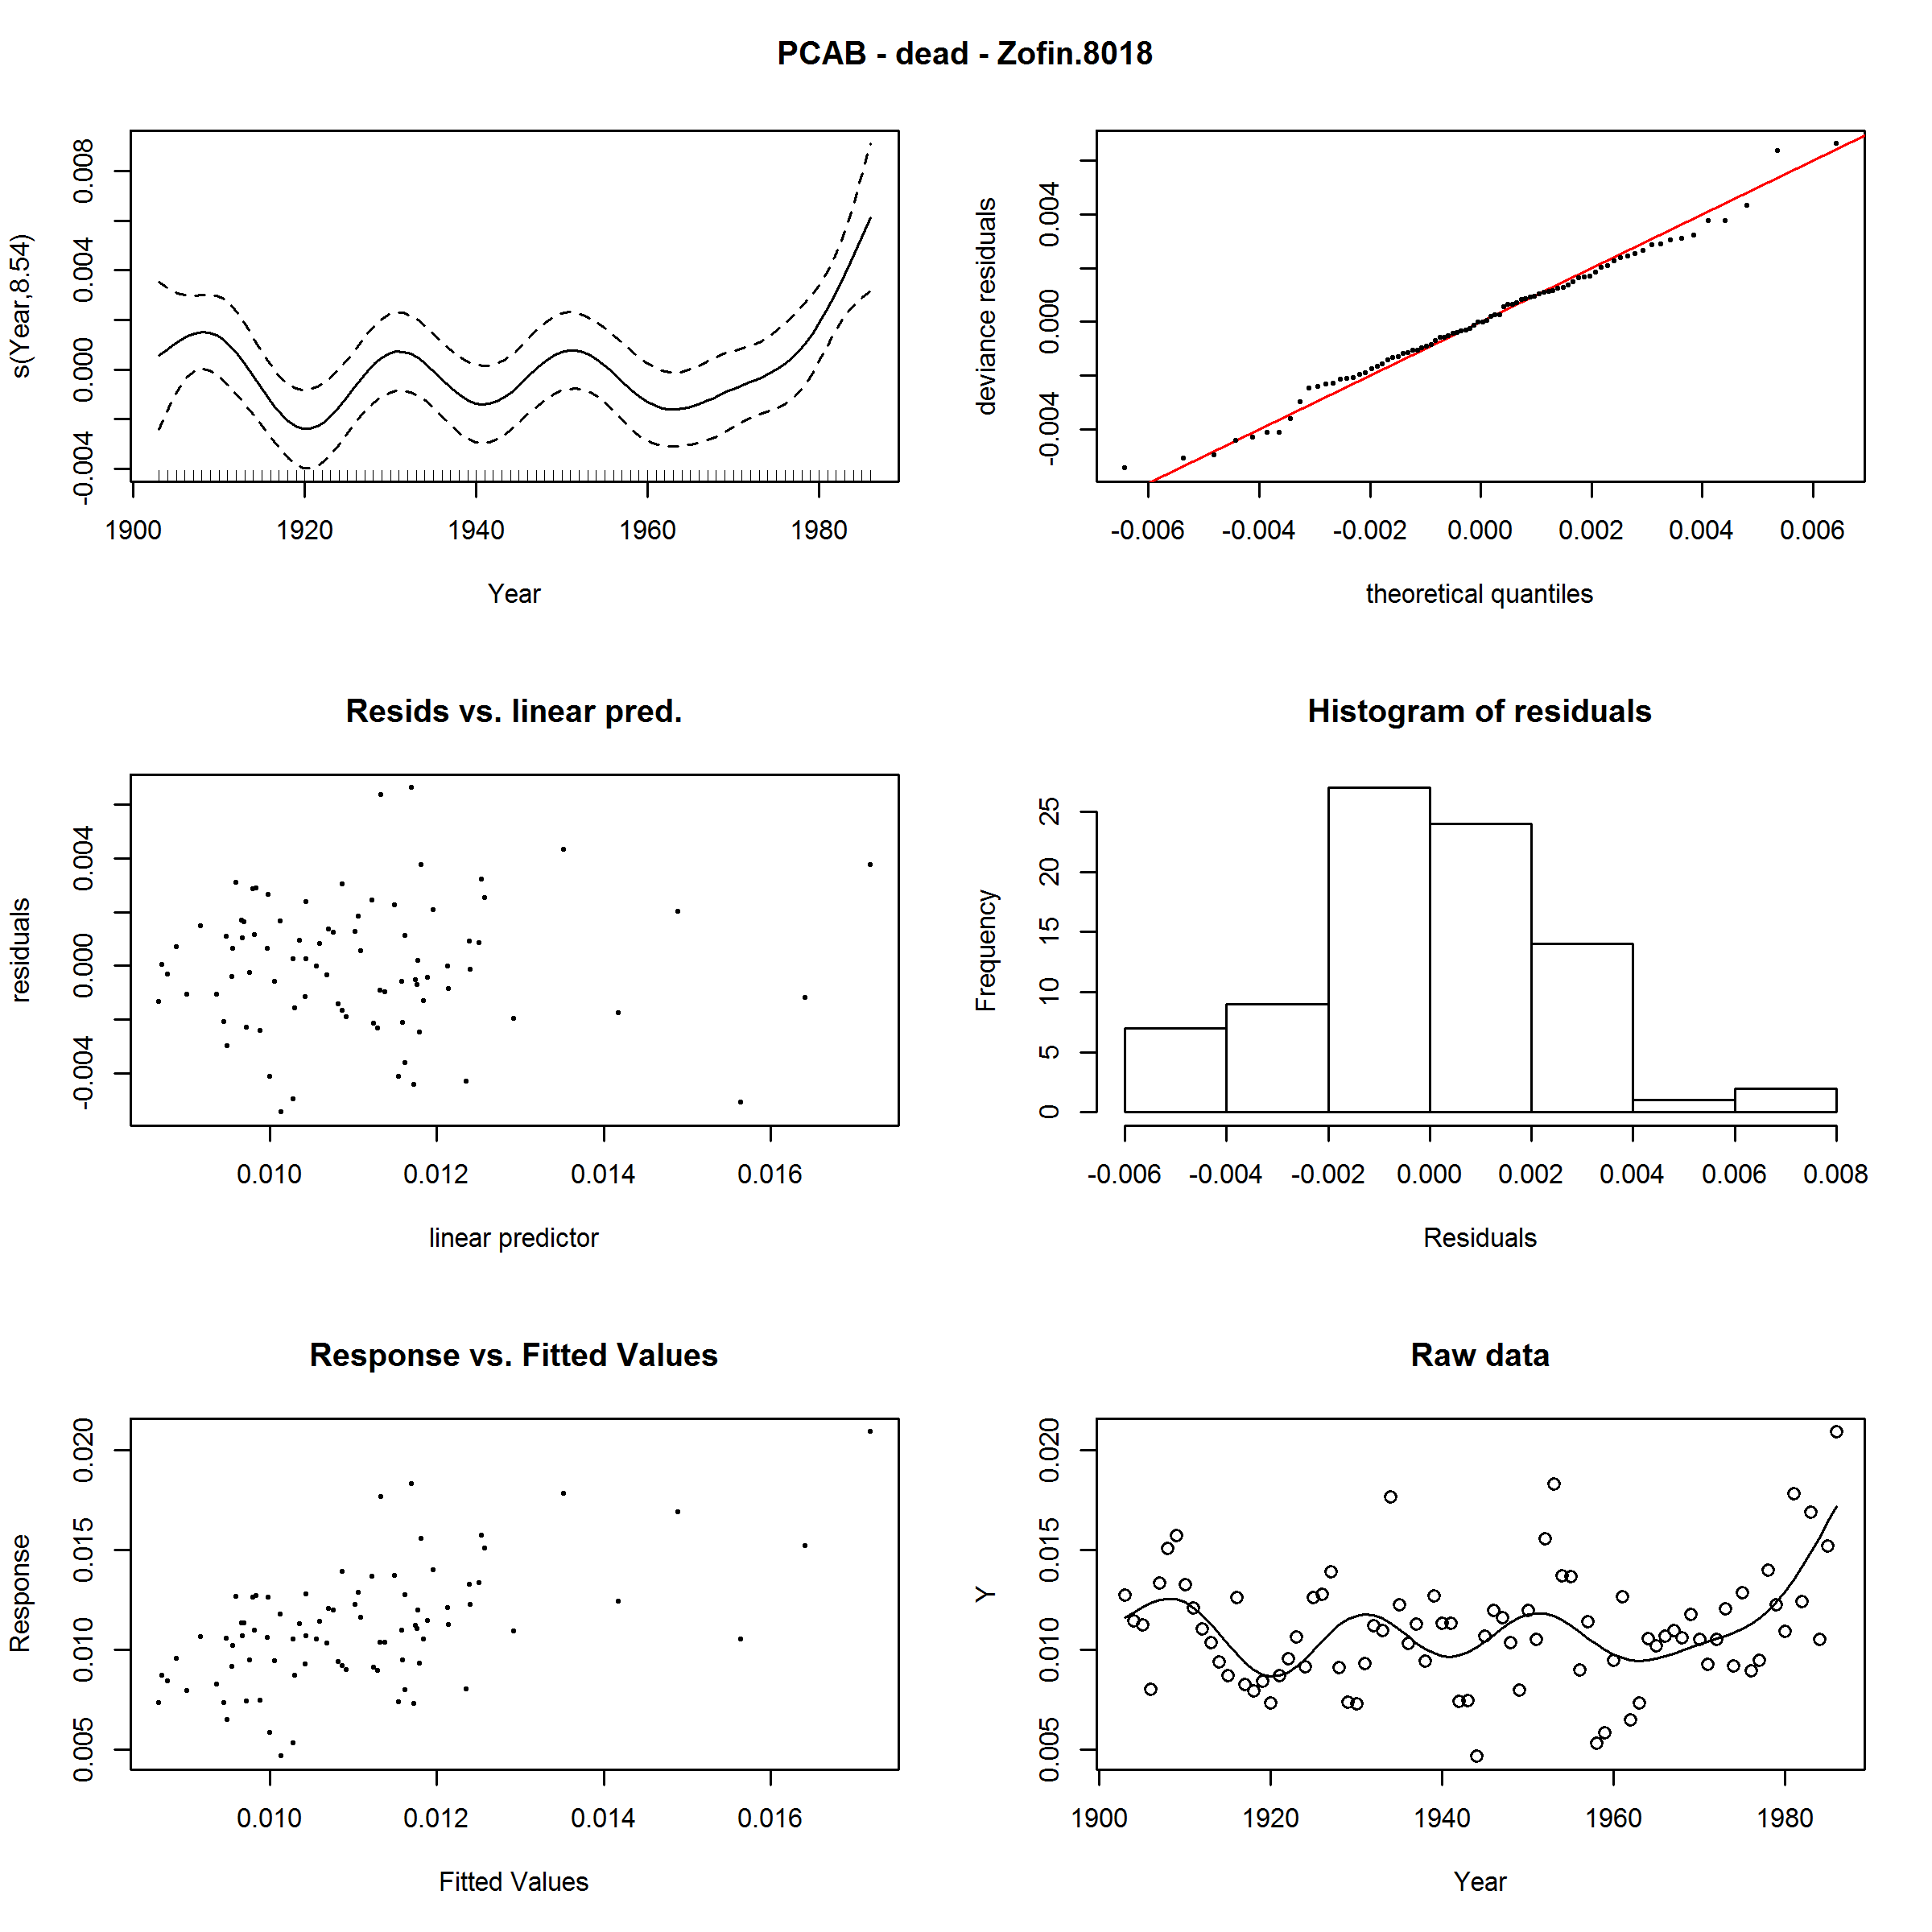 PCAB - dead - Zofin.8018
s(Year,8.54)
-0.004 0.000 0.004 0.008
1900 1920 1940 1960 1980
Year
deviance residuals
-0.004 0.000 0.004
-0.006 -0.004 -0.002 0.000 0.002 0.004 0.006
theoretical quantiles
Resids vs. linear pred.
residuals
-0.004 0.000 0.004
0.010 0.012 0.014 0.016
linear predictor
Histogram of residuals
Frequency
0 5 10 15 20 25
-0.006 -0.004 -0.002 0.000 0.002 0.004 0.006 0.008
Residuals
Response vs. Fitted Values
Response
0.005 0.010 0.015 0.020
0.010 0.012 0.014 0.016
Fitted Values
Raw data
Y
0.005 0.010 0.015 0.020
1900 1920 1940 1960 1980
Year